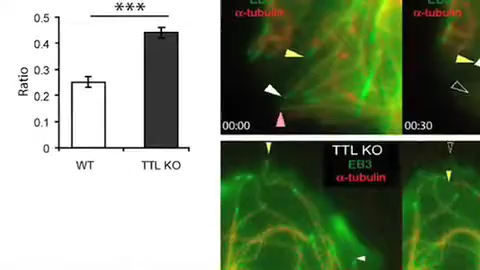 ***
0.5
0.4
0.3
0.2
0.1
0
Ratio
WT TTL KO
α-tubulin α-tubulin
00:00 00:30
TTL KO
EB3
α-tubulin